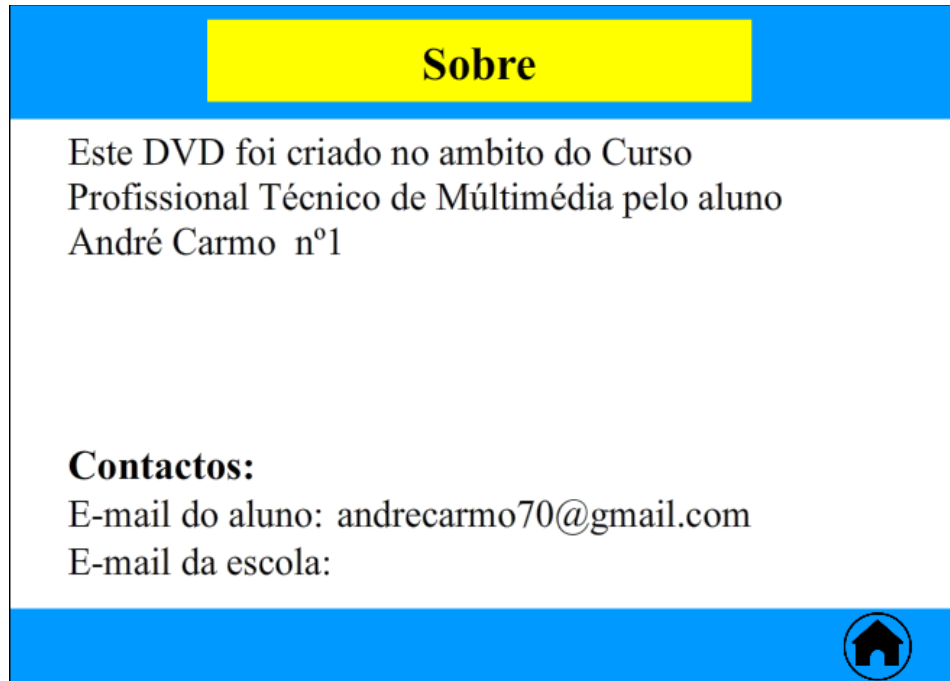 Sobre
Este DVD foi criado no ambito do Curso
Profissional Técnico de Múltimédia pelo aluno
André Carmo  nº1
Contactos:
E-mail do aluno: andrecarmo70@gmail.com
E-mail da escola: